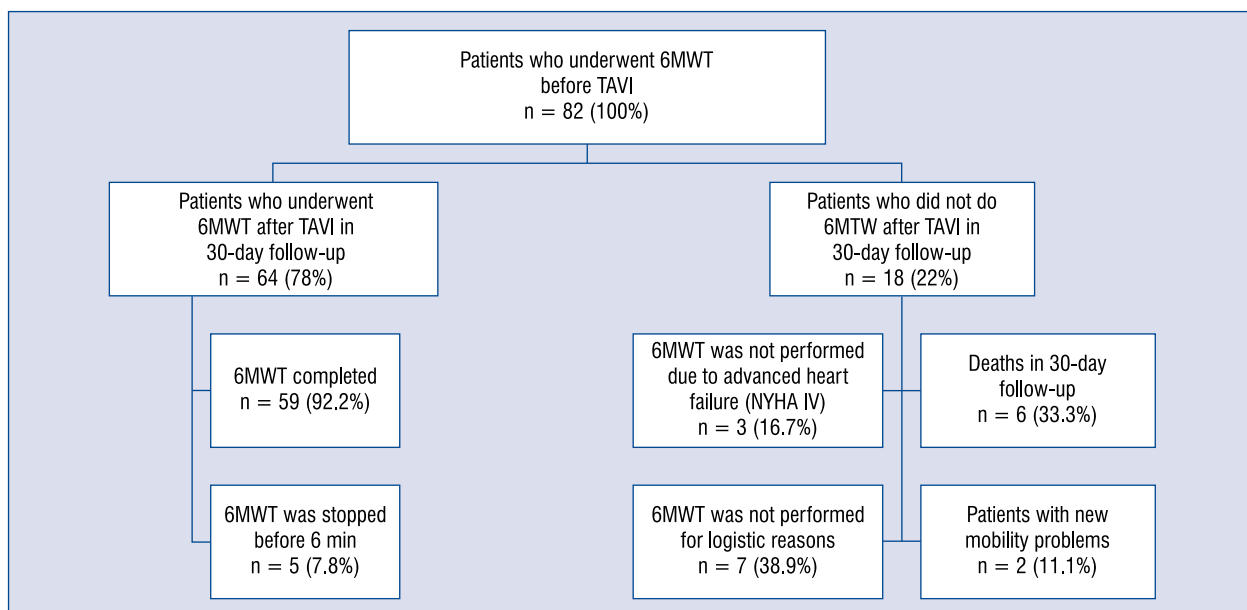 Patients who underwent 6MWT
before TAVI
n = 82 (100%)
Patients who underwent
6MWT after TAVI in
30-day follow-up
n = 64 (78%)
Patients who did not do
6MTW after TAVI in
30-day follow-up
n = 18 (22%)
6MWT completed
n = 59 (92.2%)
6MWT was stopped
before 6 min
n = 5 (7.8%)
6MWT was not performed
due to advanced heart
failure (NYHA IV)
n = 3 (16.7%)
Deaths in 30-day
follow-up
n = 6 (33.3%)
6MWT was not performed
for logistic reasons
n = 7 (38.9%)
Patients with new
mobility problems
n = 2 (11.1%)